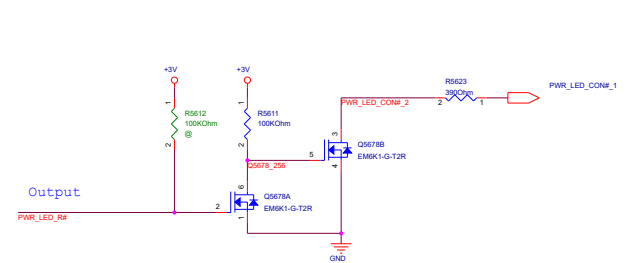 R5623
PWR_LED_CON#_1
390Ohm
2
1
+3V
+3V
PWR_LED_CON#_2
1
1
R5612
R5611
100KOhm
100KOhm
@
3
2
2
Q5678B
5
EM6K1-G-T2R
Q5678_256
4
6
Output
Q5678A
2
EM6K1-G-T2R
PWR_LED_R#
1
GND